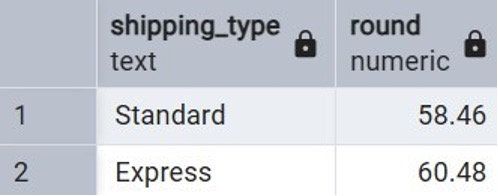 shipping_type round
text numeric
1 Standard 58.46
2 Express 60.48